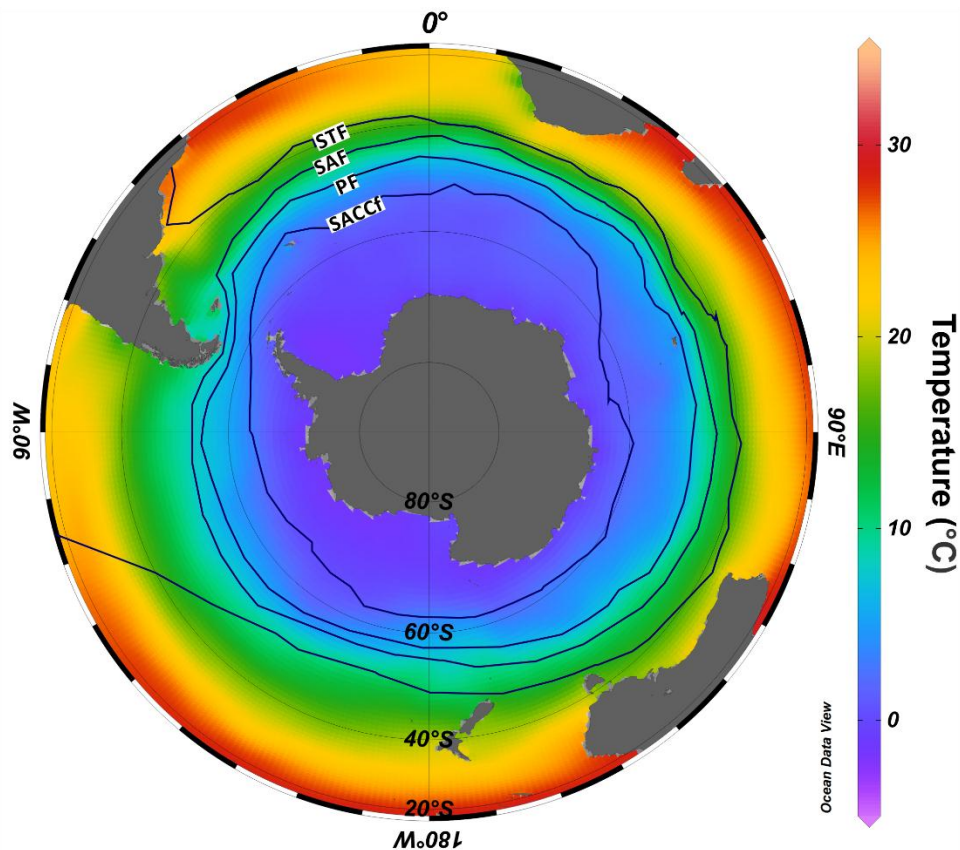 0°
STF
SAF
PF
SACCf
90°W
90°E
80°S
60°S
40°S
20°S
180°W
30
20
10
0
Temperature (°C)
Ocean Data View